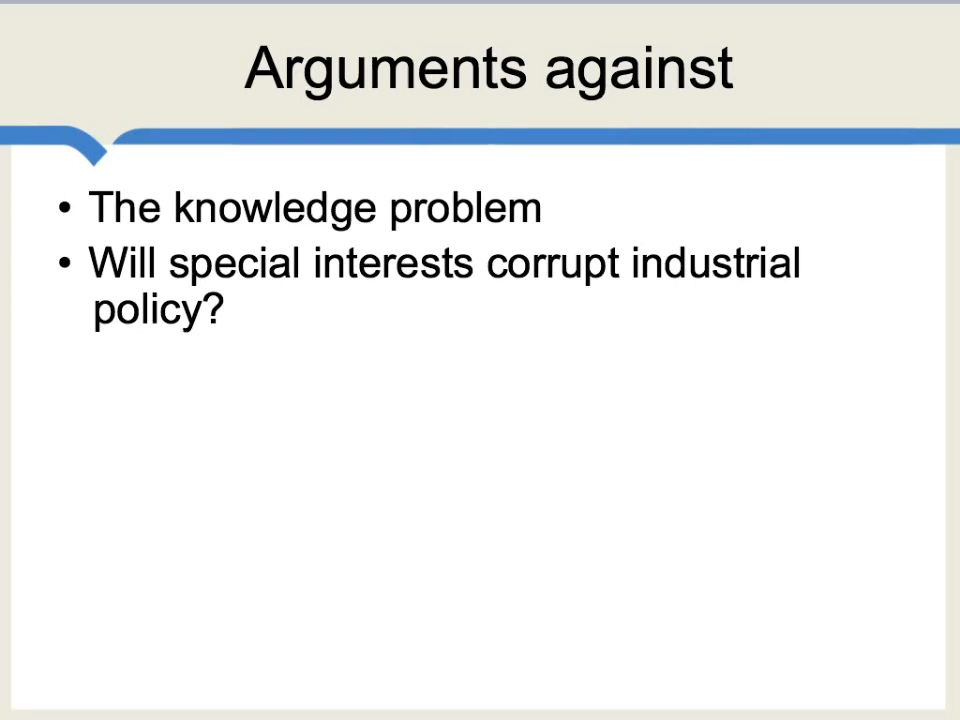 Arguments against
• The knowledge problem
• Will special interests corrupt industrial
policy?